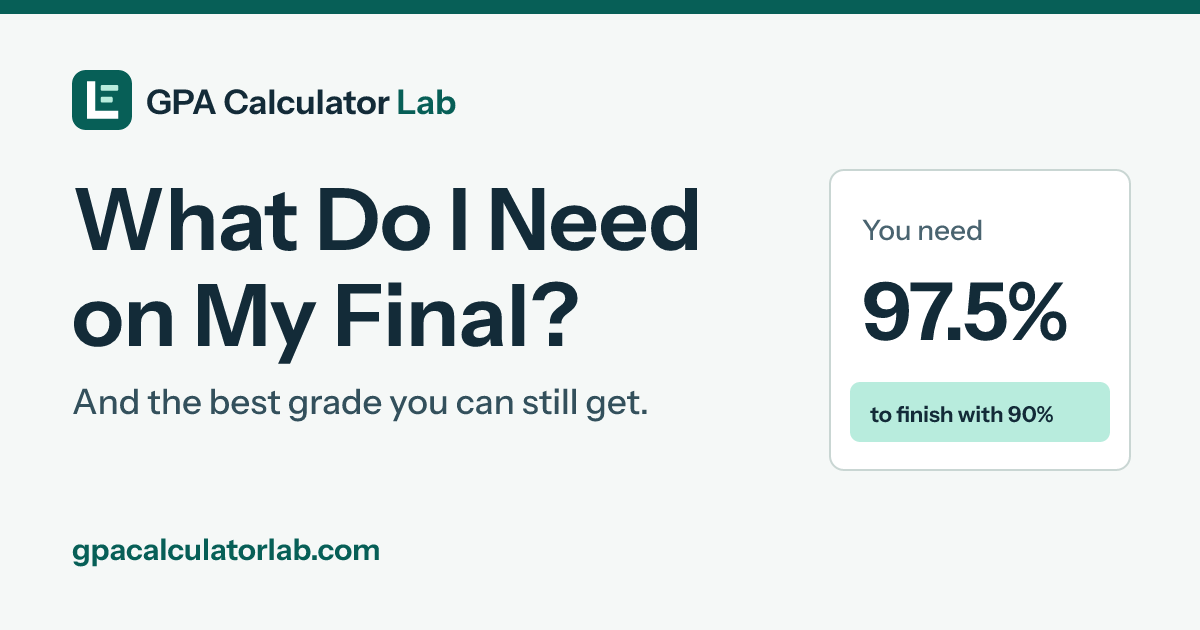 GPA Calculator Lab
What Do I Need
on My Final?
And the best grade you can still get.
You need
97.5%
to finish with 90%
gpacalculatorlab.com